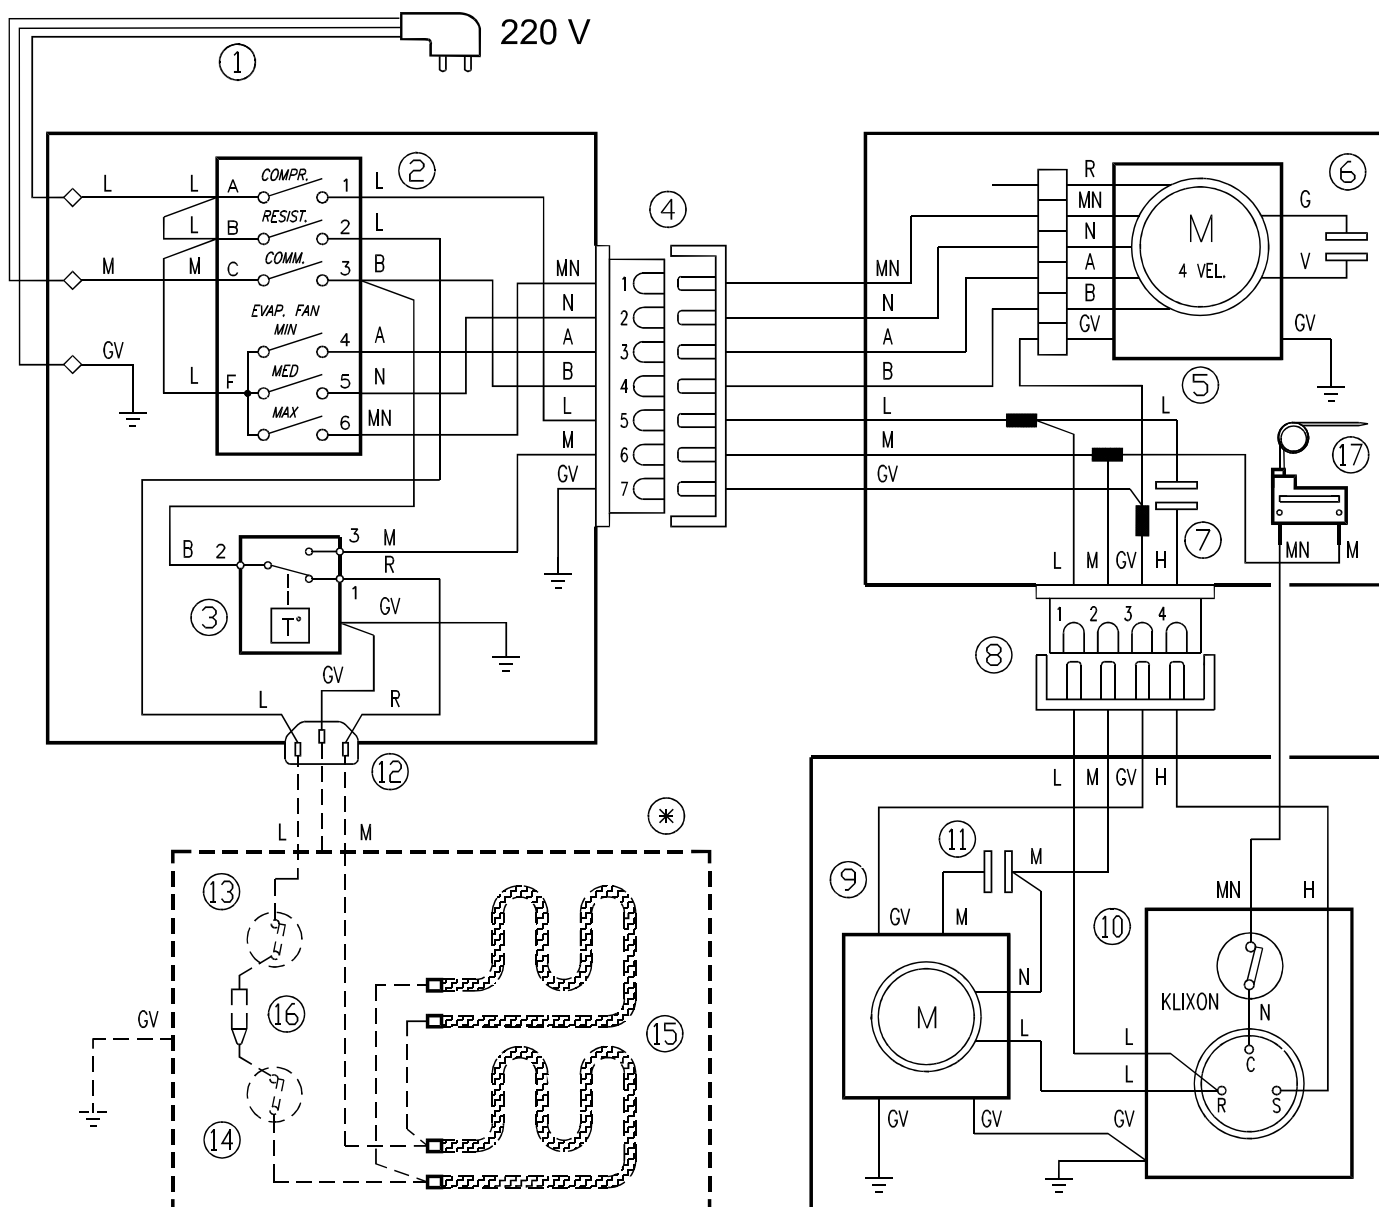 220 V
1
2
L L A COMPR. 1 L
L B RESIST. 2 L
M M C COMM. 3 B
EVAP. FAN
MIN
4 A
GV
L F MED 5 N
MAX 6 MN
4
MN 1
N 2
A 3
B 4
L 5
M 6
GV 7
B 2
3 M
R
1
GV
3
T°
GV
L R
12
L M
6
R
MN
N
A
B
GV
M
4 VEL.
G
V
GV
5
MN
N
A
B
L L
M
GV
17
7
L M GV H
MN M
1 2 3 4
8
L M GV H
*
13
16
14
15
GV
11
M
9
GV M
N
M
L
GV GV GV
10
MN H
KLIXON
N
C
L
L
R S